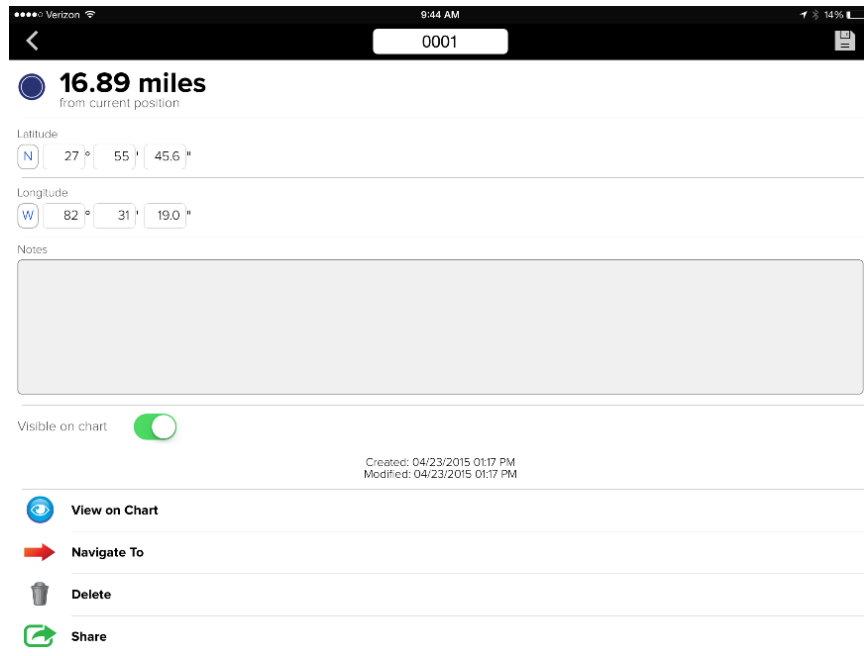 Verizon 9:44 AM 14%
0001
16.89 miles
from current position
Latitude
N 27 ° 55 ' 45.6 "
Longitude
W 82 ° 31 ' 19.0 "
Notes
Visible on chart
Created: 04/23/2015 01:17 PM
Modified: 04/23/2015 01:17 PM
View on Chart
Navigate To
Delete
Share